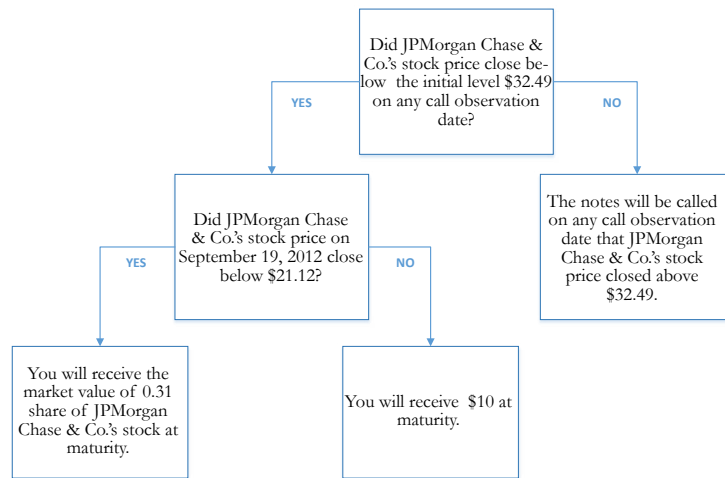 Did JPMorgan Chase &
Co.'s stock price close be-
low the initial level $32.49
on any call observation
date?
YES
NO
Did JPMorgan Chase
& Co.'s stock price on
September 19, 2012 close
below $21.12?
The notes will be called
on any call observation
date that JPMorgan
Chase & Co.'s stock
price closed above
$32.49.
YES
NO
You will receive the
market value of 0.31
share of JPMorgan
Chase & Co.'s stock at
maturity.
You will receive $10 at
maturity.